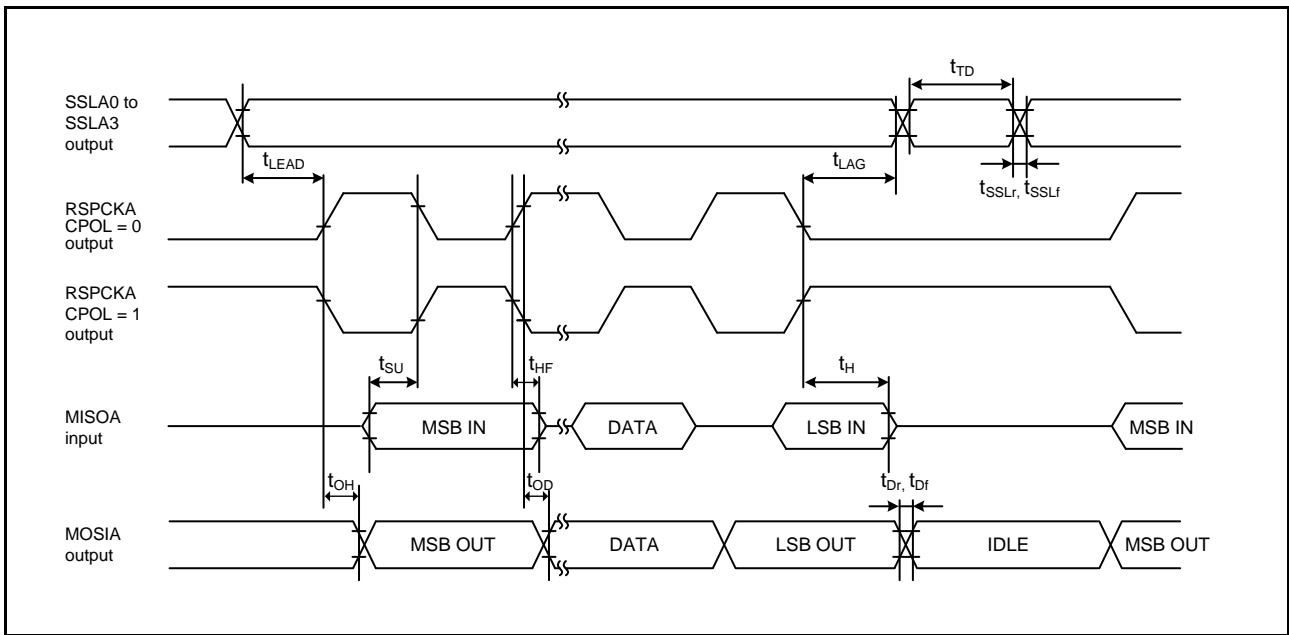 SSLA0 to
SSLA3
output
tTD
tLEAD
tLAG
tSSLr, tSSLf
RSPCKA
CPOL = 0
output
RSPCKA
CPOL = 1
output
tSU
tHF
tH
MISOA
input
MSB IN
DATA
LSB IN
MSB IN
tOH
tOD
tDr, tDf
MOSIA
output
MSB OUT
DATA
LSB OUT
IDLE
MSB OUT